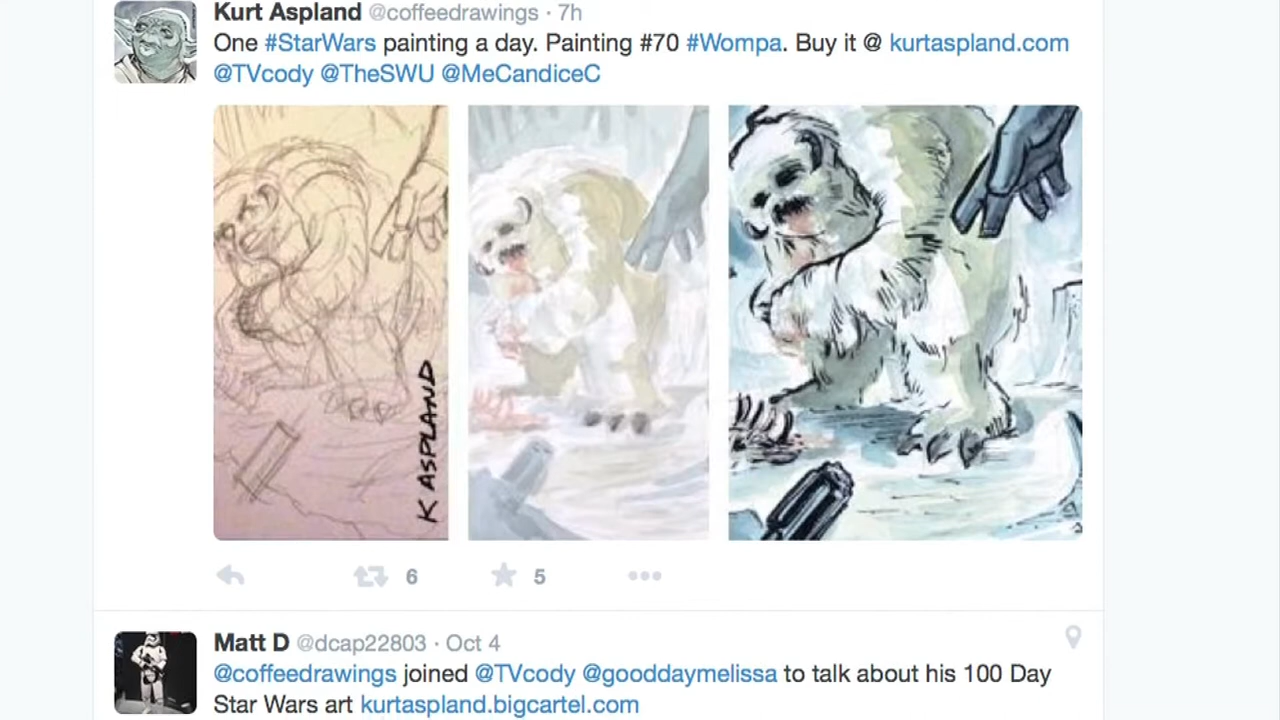 Kurt Aspland @coffeedrawings · 7h
One #StarWars painting a day. Painting #70 #Wompa. Buy it @ kurtaspland.com
@TVcody @TheSWU @MeCandiceC
K ASPLAND
6 5
Matt D @dcap22803 · Oct 4
@coffeedrawings joined @TVcody @gooddaymelissa to talk about his 100 Day
Star Wars art kurtaspland.bigcartel.com